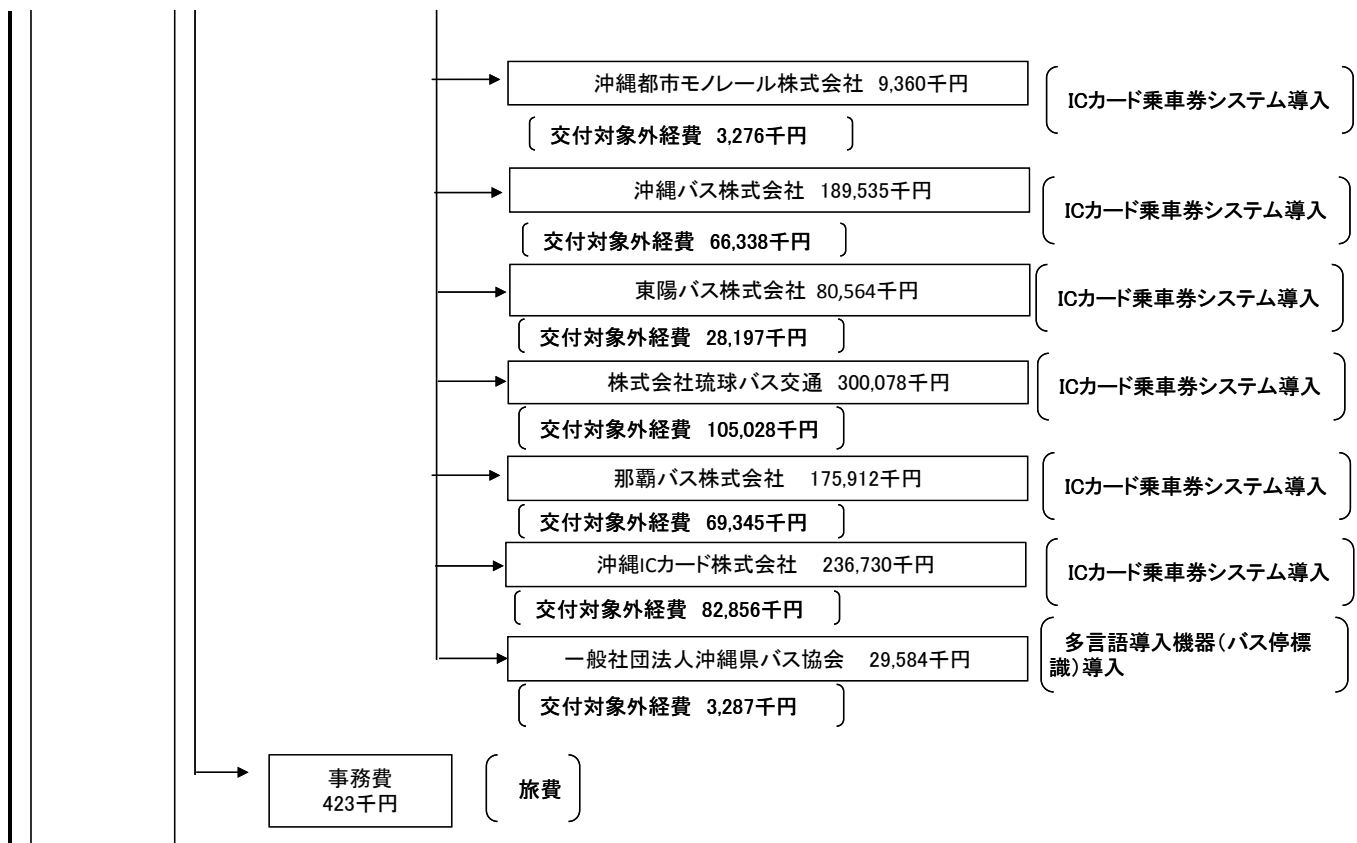 沖縄都市モノレール株式会社 9,360千円
ICカード乗車券システム導入
交付対象外経費 3,276千円
沖縄バス株式会社 189,535千円
ICカード乗車券システム導入
交付対象外経費 66,338千円
東陽バス株式会社 80,564千円
ICカード乗車券システム導入
交付対象外経費 28,197千円
株式会社琉球バス交通 300,078千円
ICカード乗車券システム導入
交付対象外経費 105,028千円
那覇バス株式会社 175,912千円
ICカード乗車券システム導入
交付対象外経費 69,345千円
沖縄ICカード株式会社 236,730千円
ICカード乗車券システム導入
交付対象外経費 82,856千円
一般社団法人沖縄県バス協会 29,584千円
多言語導入機器(バス停標
識)導入
交付対象外経費 3,287千円
事務費
423千円
旅費